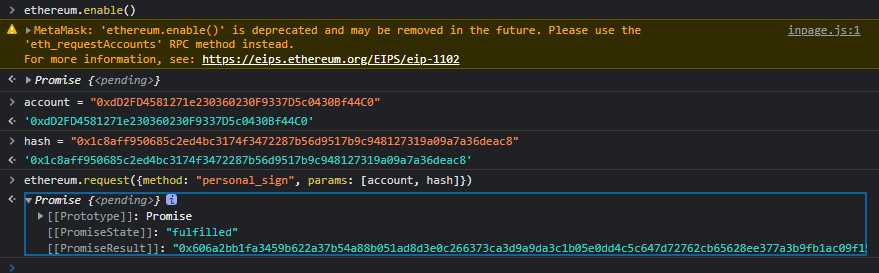 ethereum.enable()
MetaMask: 'ethereum.enable()' is deprecated and may be removed in the future. Please use the inpage.js:1
'eth_requestAccounts' RPC method instead.
For more information, see: https://eips.ethereum.org/EIPS/eip-1102
Promise {<pending>}
account = "0xdD2FD4581271e230360230F9337D5c0430Bf44C0"
'0xdD2FD4581271e230360230F9337D5c0430Bf44C0'
hash = "0x1c8aff950685c2ed4bc3174f3472287b56d9517b9c948127319a09a7a36deac8"
'0x1c8aff950685c2ed4bc3174f3472287b56d9517b9c948127319a09a7a36deac8'
ethereum.request({method: "personal_sign", params: [account, hash]})
Promise {<pending>} i
[[Prototype]]: Promise
[[PromiseState]]: "fulfilled"
[[PromiseResult]]: "0x606a2bb1fa3459b622a37b54a88b051ad8d3e0c266373ca3d9a9da3c1b05e0dd4c5c647d72762cb65628ee377a3b9fb1ac09f1